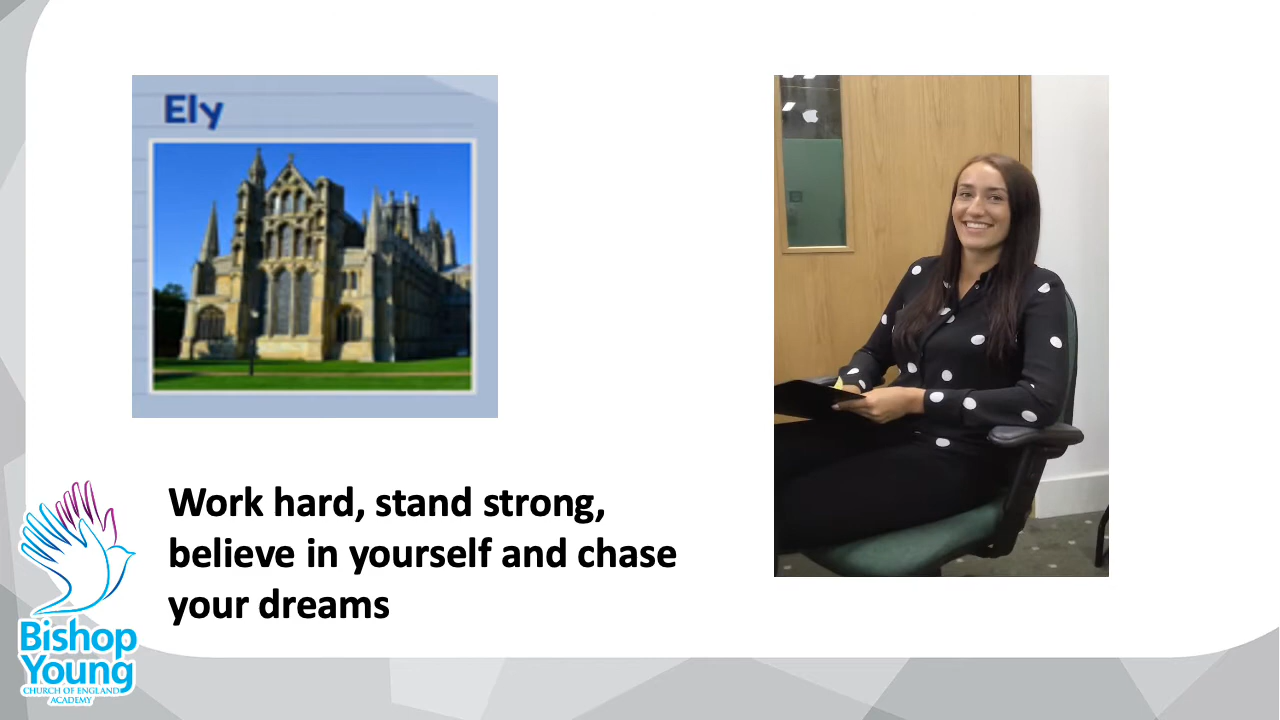 Ely
Work hard, stand strong,
believe in yourself and chase
your dreams
Bishop
Young
CHURCH OF ENGLAND
ACADEMY